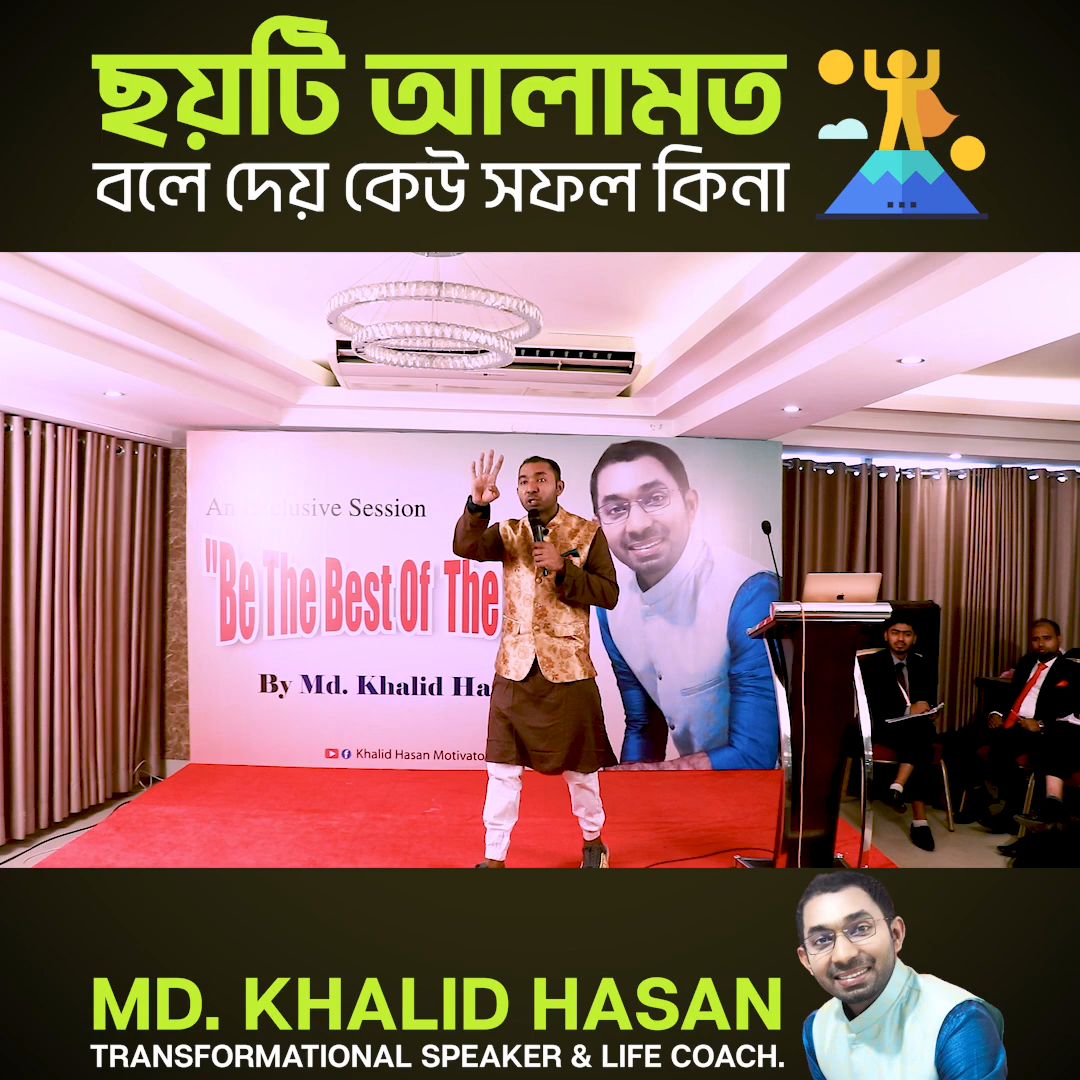 ছয়টি আলামত
বলে দেয় কেউ সফল কিনা
An Exclusive Session
"Be The Best Of The
By Md. Khalid Ha
Khalid Hasan Motivato
MD. KHALID HASAN
TRANSFORMATIONAL SPEAKER & LIFE COACH.